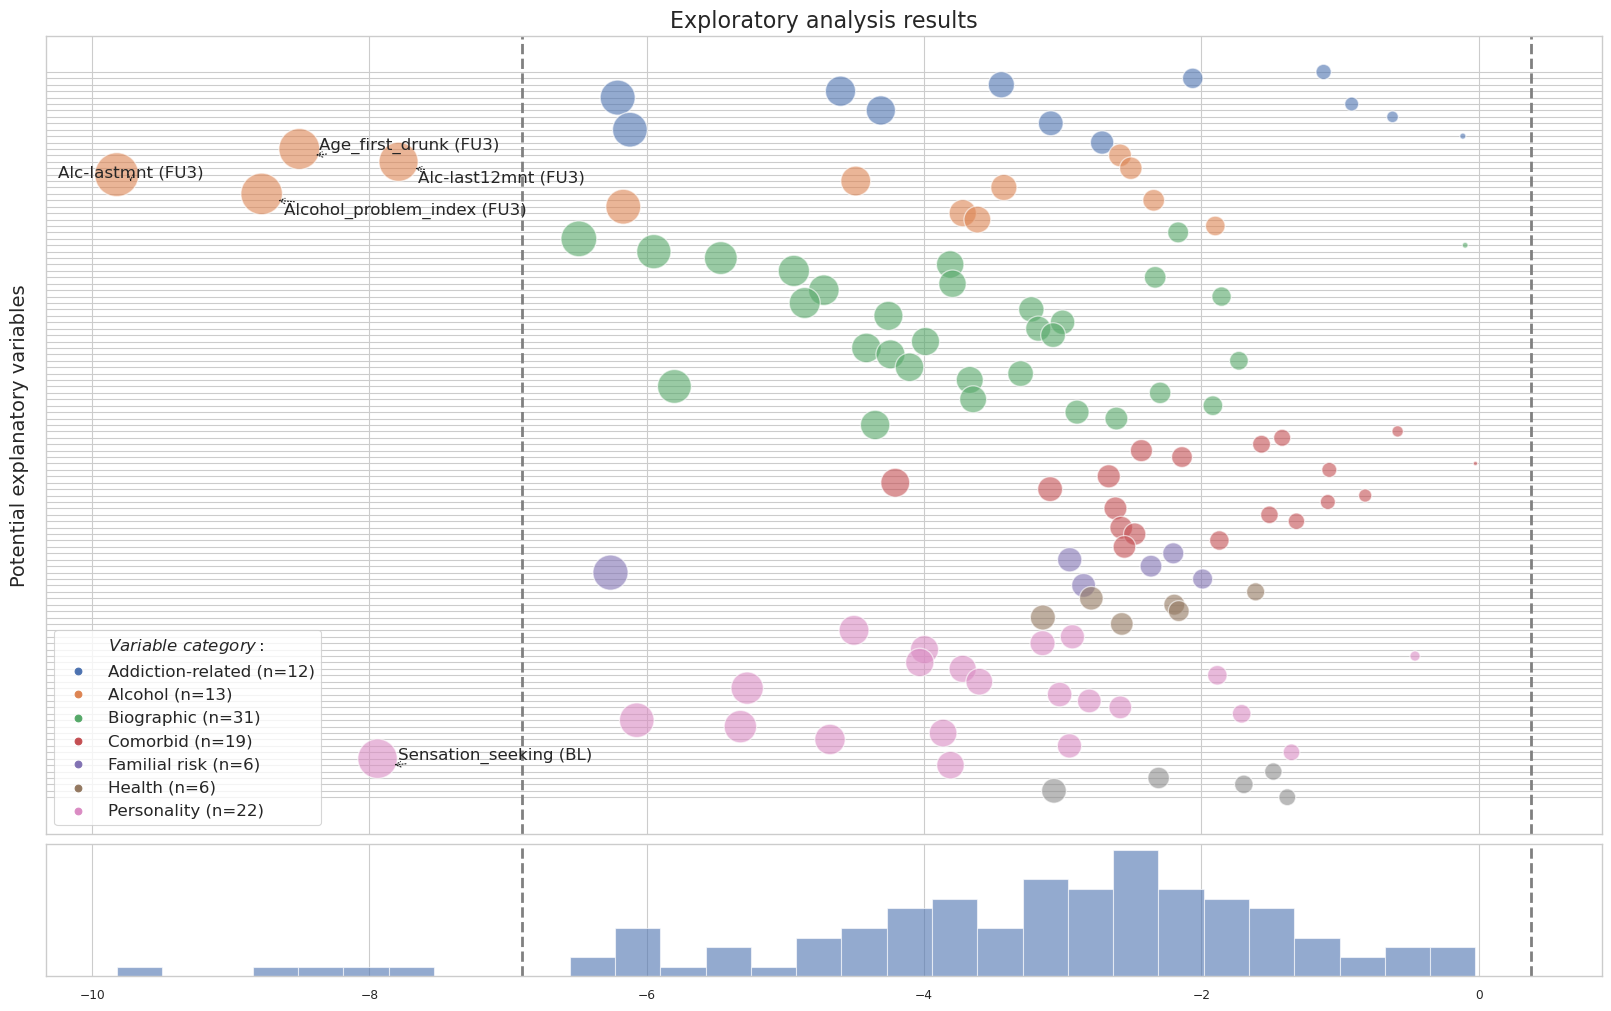 Exploratory analysis results
Potential explanatory variables
Age_first_drunk (FU3)
Alc-lastmnt (FU3)
Alc-last12mnt (FU3)
Alcohol_problem_index (FU3)
Sensation_seeking (BL)
Variable category:
Addiction-related (n=12)
Alcohol (n=13)
Biographic (n=31)
Comorbid (n=19)
Familial risk (n=6)
Health (n=6)
Personality (n=22)
−10 −8 −6 −4 −2 0